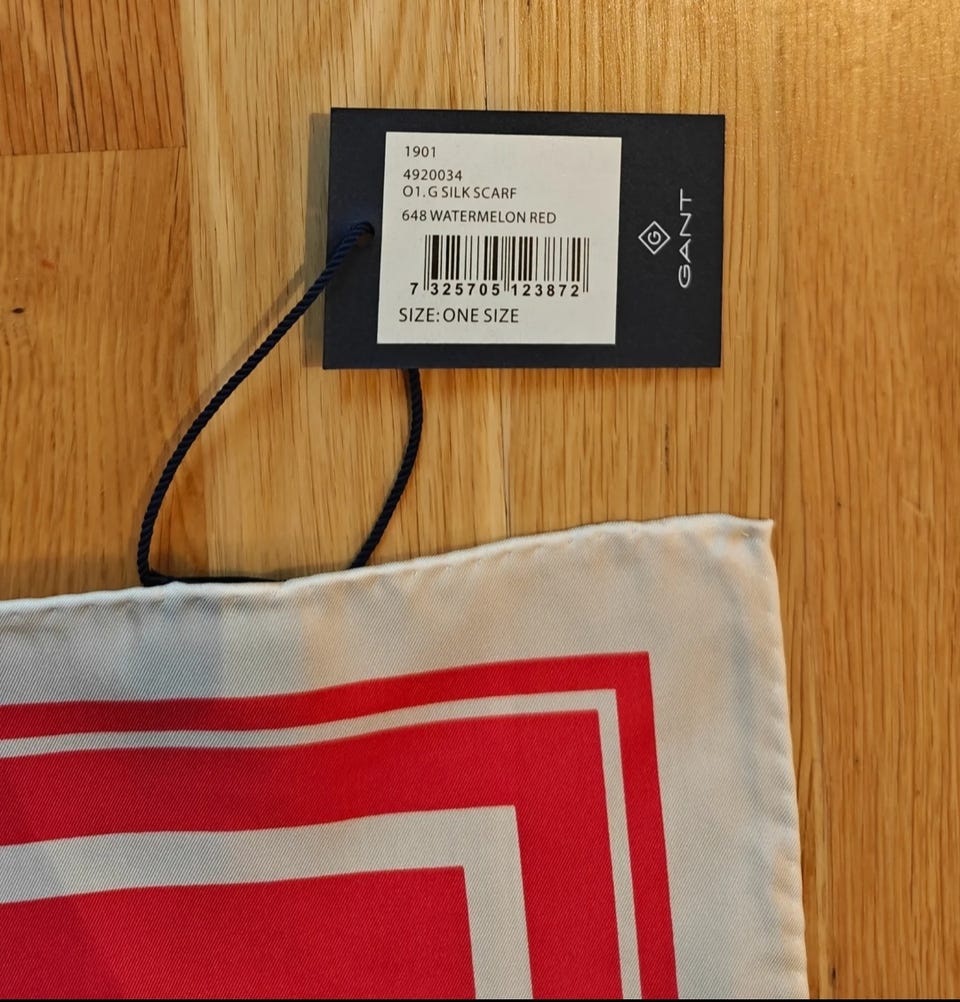 1901
4920034
O1. G SILK SCARF
648 WATERMELON RED
7 325705 123872
SIZE: ONE SIZE
G
GANT